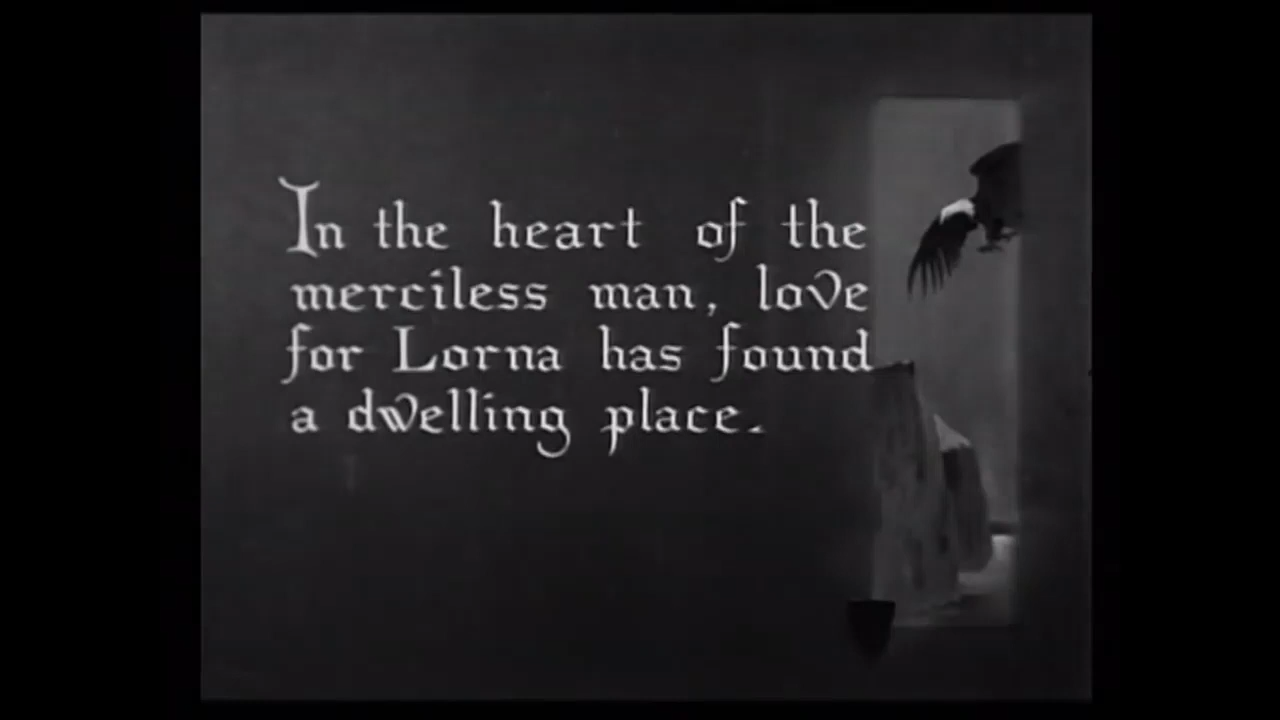 In the heart of the
merciless man, love
for Lorna has found
a dwelling place.